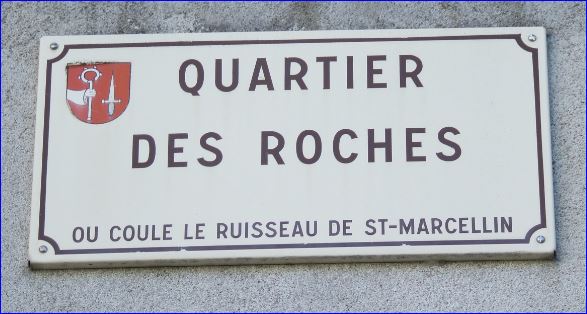 QUARTIER
DES ROCHES
OU COULE LE RUISSEAU DE ST-MARCELLIN